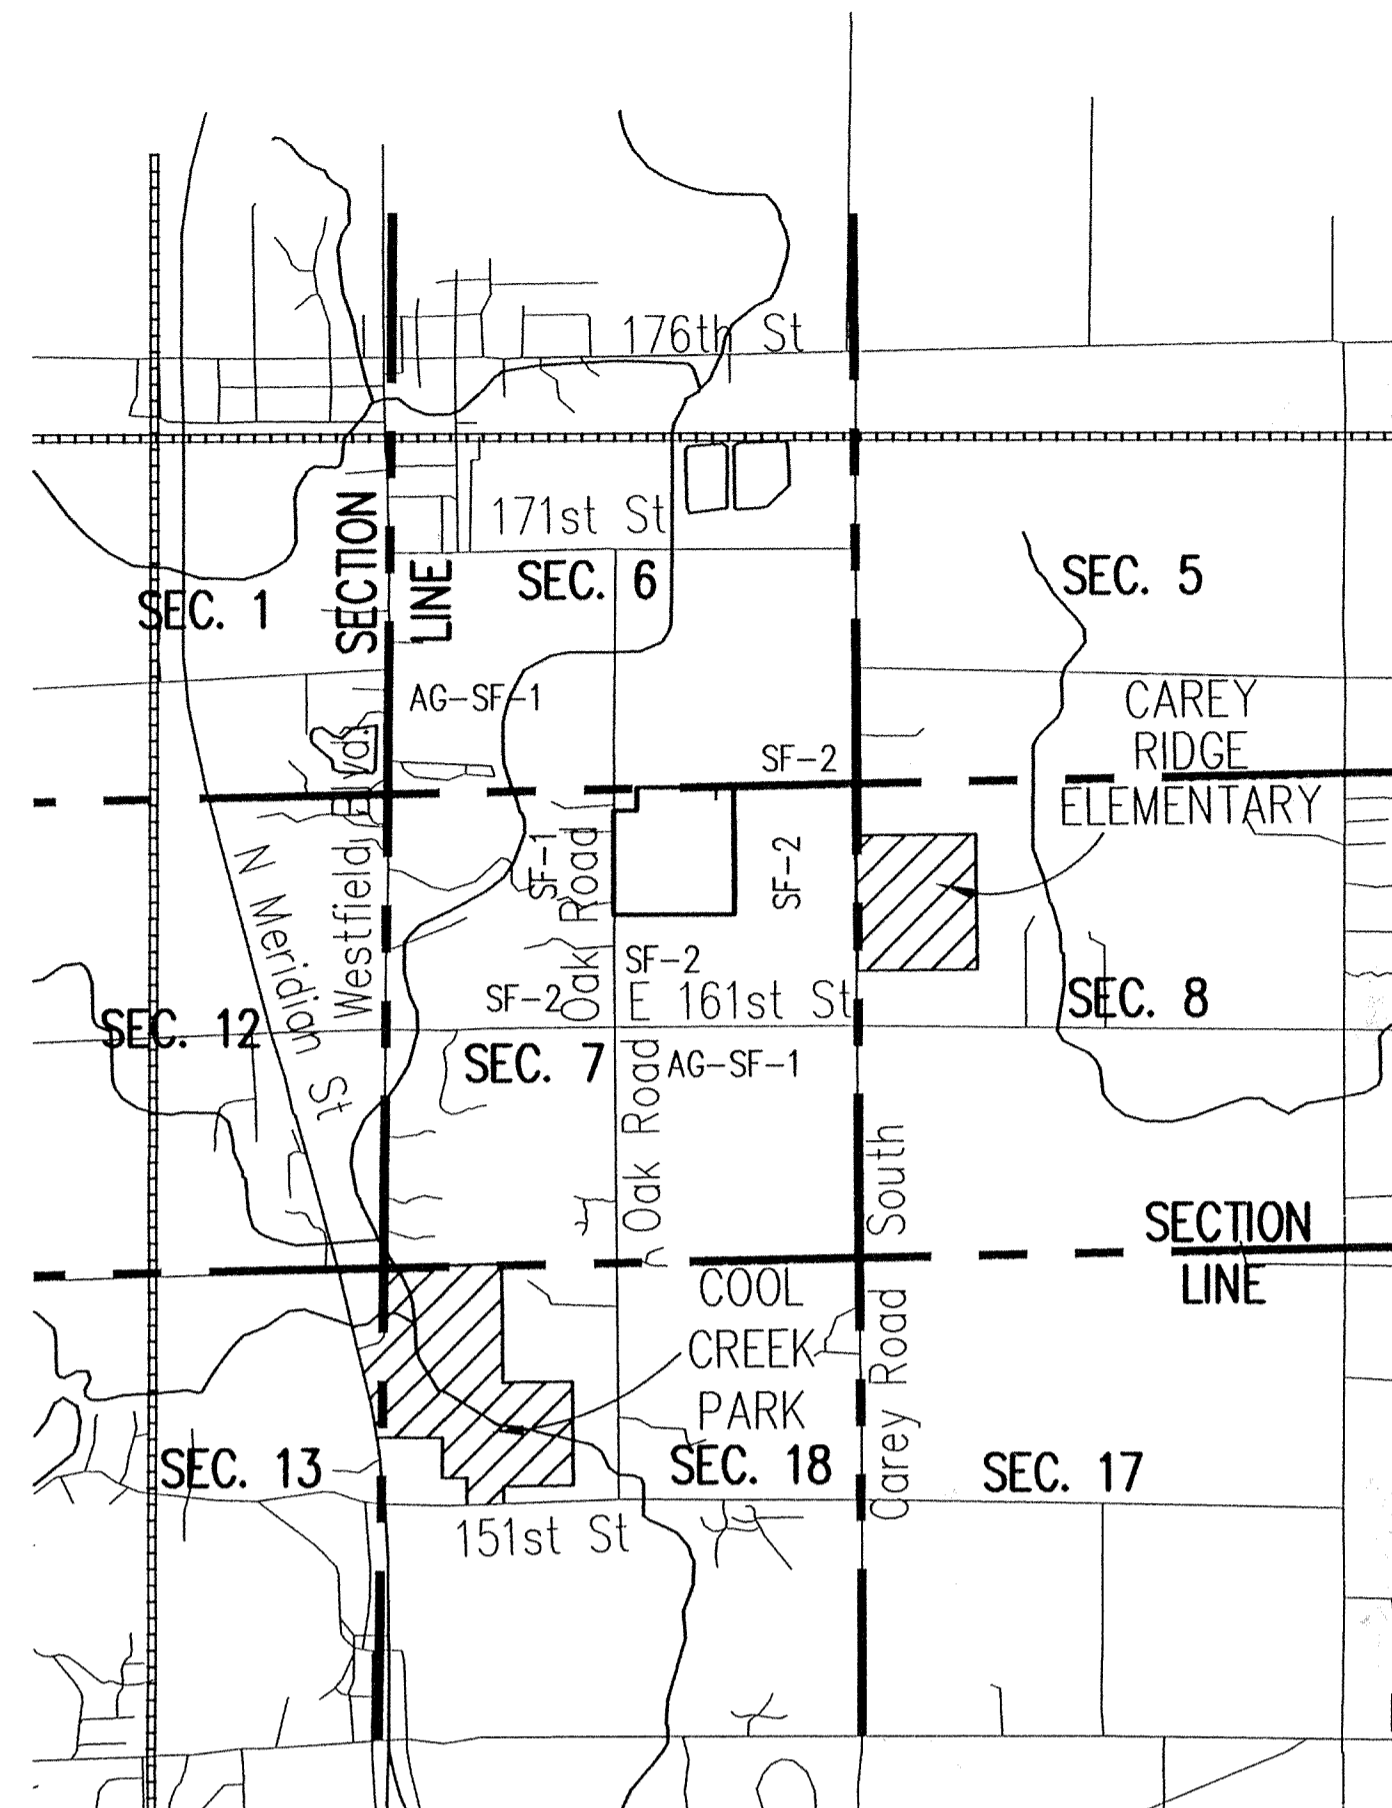 176th St
171st St
SECTION
LINE
SEC. 6
SEC. 5
SEC. 1
AG-SF-1
CAREY
RIDGE
ELEMENTARY
SF-2
Westfield Blvd.
N Meridian St
SF-1
Oak Road
SF-2
SF-2
SF-2
E 161st St
SEC. 12
SEC. 8
SEC. 7
AG-SF-1
Oak Road
Carey Road South
SECTION
LINE
COOL
CREEK
PARK
SEC. 13
SEC. 18
SEC. 17
151st St